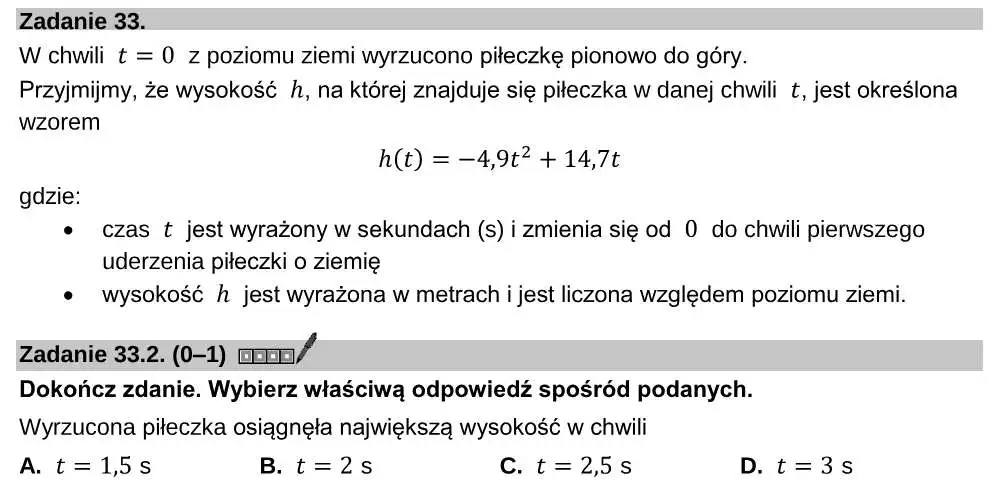 Zadanie 33.
W chwili t = 0 z poziomu ziemi wyrzucono piłeczkę pionowo do góry.
Przyjmijmy, że wysokość h, na której znajduje się piłeczka w danej chwili t, jest określona
wzorem
h(t) = −4,9t² + 14,7t
gdzie:
• czas t jest wyrażony w sekundach (s) i zmienia się od 0 do chwili pierwszego
uderzenia piłeczki o ziemię
• wysokość h jest wyrażona w metrach i jest liczona względem poziomu ziemi.
Zadanie 33.2. (0–1)
Dokończ zdanie. Wybierz właściwą odpowiedź spośród podanych.
Wyrzucona piłeczka osiągnęła największą wysokość w chwili
A. t = 1,5 s B. t = 2 s C. t = 2,5 s D. t = 3 s